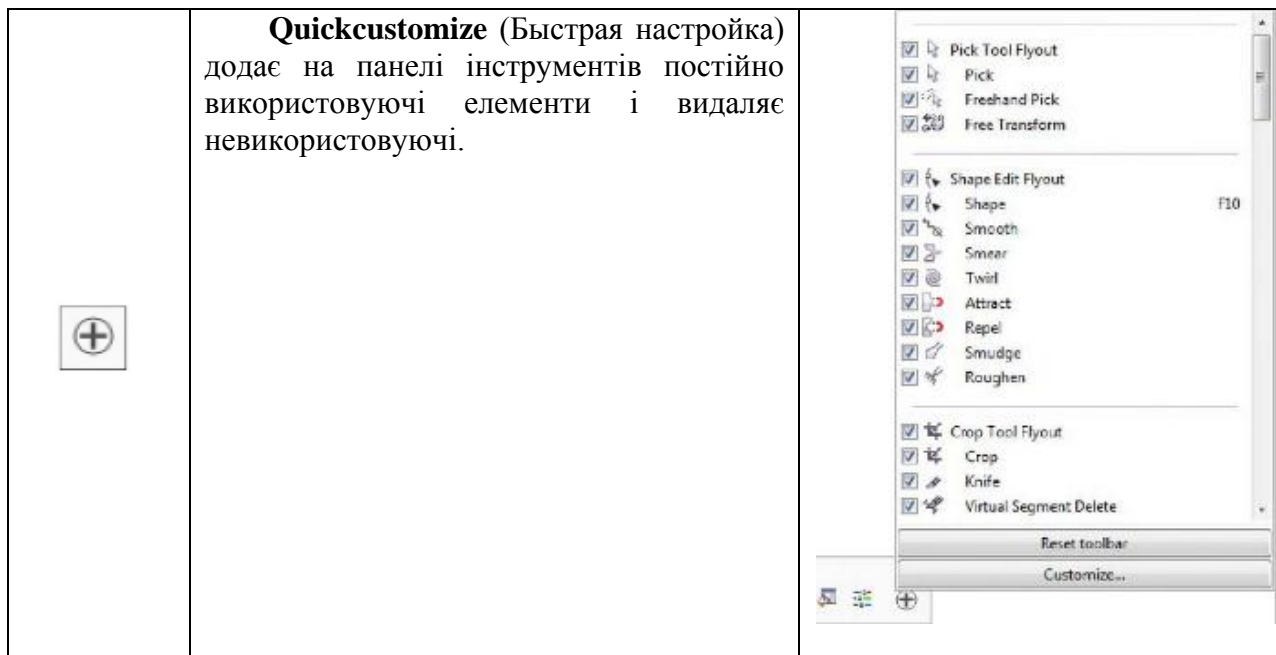 Quickcustomize (Быстрая настройка)
додає на панелі інструментів постійно
використовуючі елементи і видаляє
невикористовуючі.
Pick Tool Flyout
Pick
Freehand Pick
Free Transform
Shape Edit Flyout
Shape F10
Smooth
Smear
Twirl
Attract
Repel
Smudge
Roughen
Crop Tool Flyout
Crop
Knife
Virtual Segment Delete
Reset toolbar
Customize...